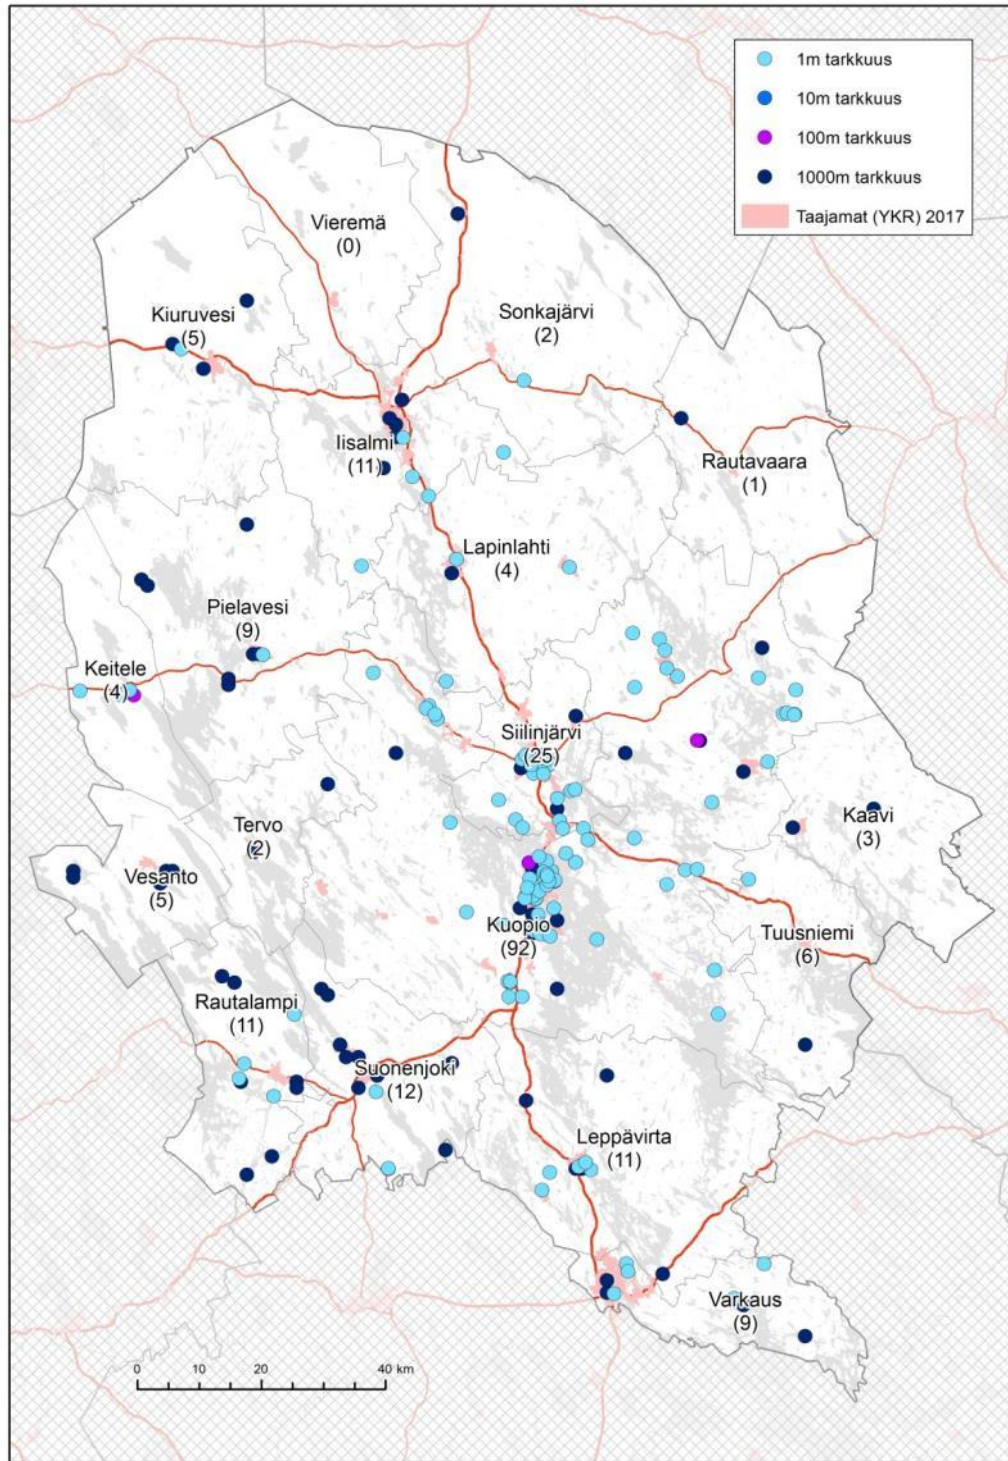 1m tarkkuus
10m tarkkuus
100m tarkkuus
1000m tarkkuus
Taajamat (YKR) 2017
Vieremä
(0)
Kiuruvesi
(5)
Sonkajärvi
(2)
Iisalmi
(11)
Rautavaara
(1)
Lapinlahti
(4)
Pielavesi
(9)
Keitele
(4)
Siilinjärvi
(25)
Kaavi
(3)
Tervo
(2)
Vesanto
(5)
Kuopio
(92)
Tuusniemi
(6)
Rautalampi
(11)
Suonenjoki
(12)
Leppävirta
(11)
Varkaus
(9)
0 10 20 40 km